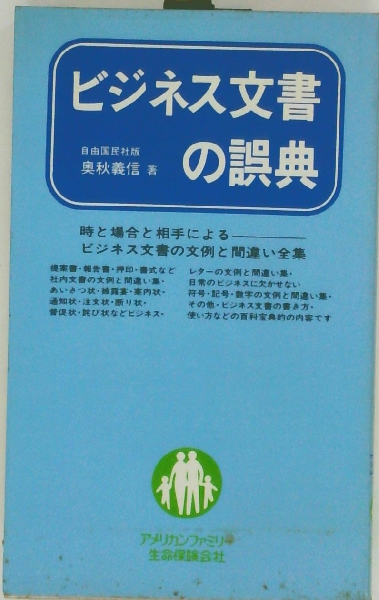 ビジネス文書
の誤典
自由国民社版
奥秋義信 著
時と場合と相手による————
ビジネス文書の文例と間違い全集
提案書・報告書・押印・書式など
社内文書の文例と間違い集・
あいさつ状・披露宴・案内状・
通知状・注文状・断り状・
督促状・詫び状などビジネス・
レターの文例と間違い集・
日常のビジネスに欠かせない
符号・記号・数字の文例と間違い集・
その他・ビジネス文書の書き方・
使い方などの百科宝典的の内容です
アメリカンファミリー
生命保険会社